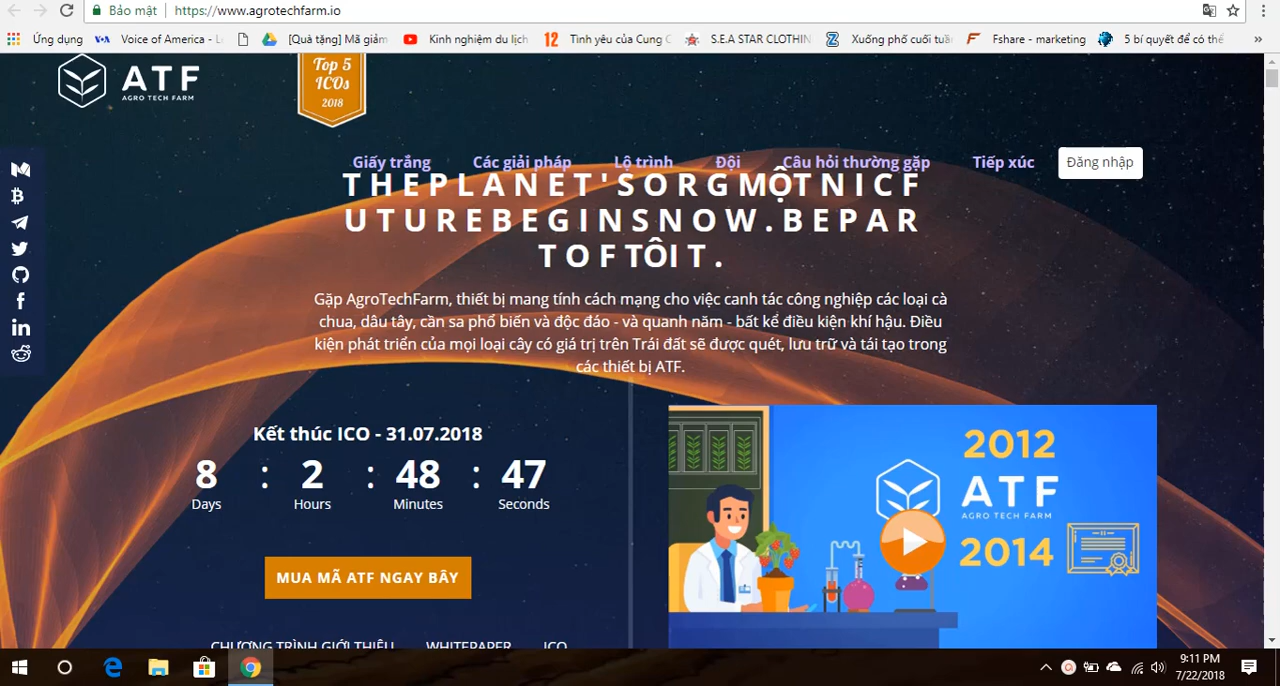 Bảo mật
https://www.agrotechfarm.io
Ứng dụng
Voice of America - L
[Quà tặng] Mã giảm
Kinh nghiệm du lịch
12 Tình yêu của Cung C
S.E.A STAR CLOTHIN
Xuống phố cuối tuần
Fshare - marketing
5 bí quyết để có thể
»
ATF
AGRO TECH FARM
Top 5
ICOs
2018
Giấy trắng
Các giải pháp
Lộ trình
Đội
Câu hỏi thường gặp
Tiếp xúc
Đăng nhập
T H E P L A N E T ' S O R G MỘT N I C F
U T U R E B E G I N S N O W . B E P A R
T O F TÔI T .
Gặp AgroTechFarm, thiết bị mang tính cách mạng cho việc canh tác công nghiệp các loại cà
chua, dâu tây, cần sa phổ biến và độc đáo - và quanh năm - bất kể điều kiện khí hậu. Điều
kiện phát triển của mọi loại cây có giá trị trên Trái đất sẽ được quét, lưu trữ và tái tạo trong
các thiết bị ATF.
Kết thúc ICO - 31.07.2018
8 : 2 : 48 : 47
Days Hours Minutes Seconds
MUA MÃ ATF NGAY BÂY
CHƯƠNG TRÌNH GIỚI THIỆU
WHITEPAPER
ICO
2012
ATF
AGRO TECH FARM
2014
9:11 PM
7/22/2018